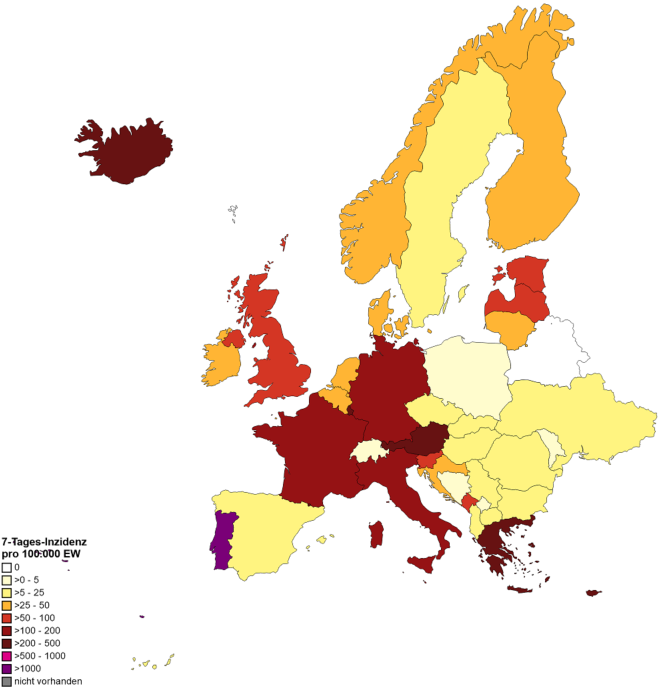 7-Tages-Inzidenz
pro 100.000 EW
0
>0 - 5
>5 - 25
>25 - 50
>50 - 100
>100 - 200
>200 - 500
>500 - 1000
>1000
nicht vorhanden